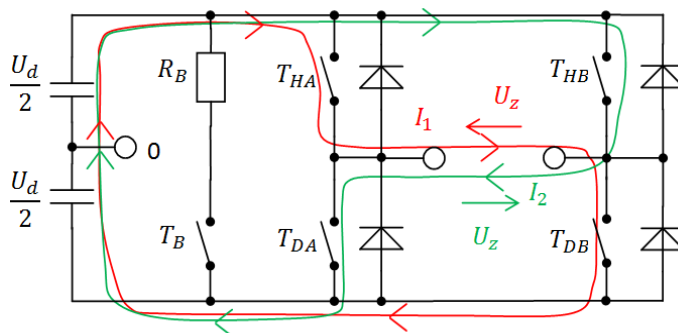 U_d
2
U_d
2
0
R_B
T_B
T_HA
T_DA
I_1
U_z
I_2
U_z
T_HB
T_DB